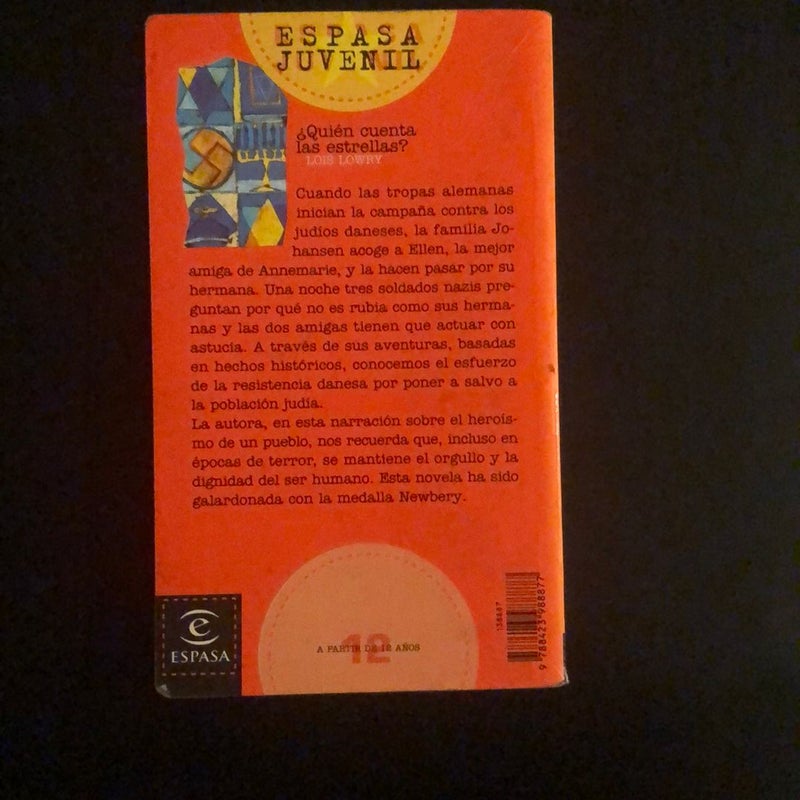 ESPASA
JUVENIL
¿Quién cuenta
las estrellas?
LOIS LOWRY
Cuando las tropas alemanas
inician la campaña contra los
judíos daneses, la familia Jo-
hansen acoge a Ellen, la mejor
amiga de Annemarie, y la hacen pasar por su
hermana. Una noche tres soldados nazis pre-
guntan por qué no es rubia como sus herma-
nas y las dos amigas tienen que actuar con
astucia. A través de sus aventuras, basadas
en hechos históricos, conocemos el esfuerzo
de la resistencia danesa por poner a salvo a
la población judía.
La autora, en esta narración sobre el heroís-
mo de un pueblo, nos recuerda que, incluso en
épocas de terror, se mantiene el orgullo y la
dignidad del ser humano. Esta novela ha sido
galardonada con la medalla Newbery.
ESPASA
12
A PARTIR DE 12 AÑOS
138887
9 788423 988877